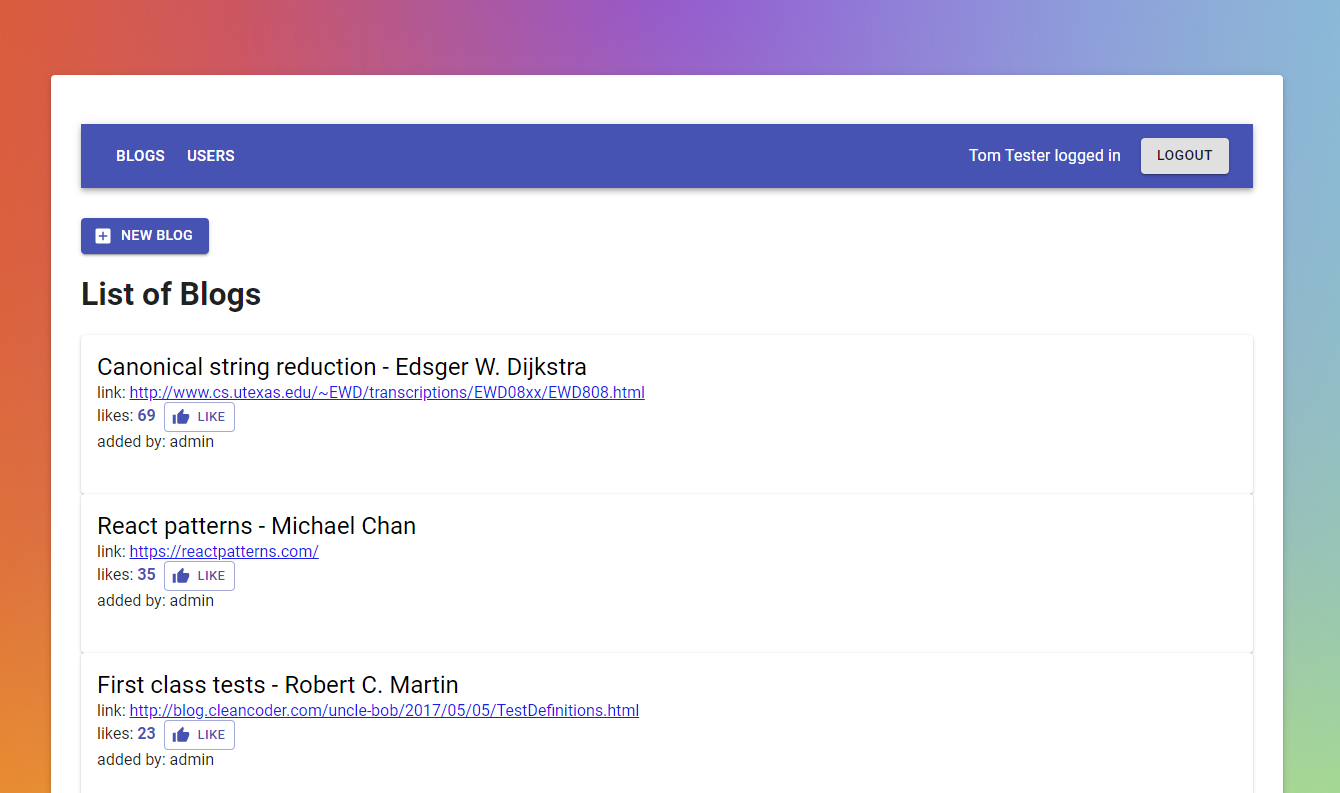 BLOGS USERS Tom Tester logged in LOGOUT
NEW BLOG
List of Blogs
Canonical string reduction - Edsger W. Dijkstra
link: http://www.cs.utexas.edu/~EWD/transcriptions/EWD08xx/EWD808.html
likes: 69 LIKE
added by: admin
React patterns - Michael Chan
link: https://reactpatterns.com/
likes: 35 LIKE
added by: admin
First class tests - Robert C. Martin
link: http://blog.cleancoder.com/uncle-bob/2017/05/05/TestDefinitions.html
likes: 23 LIKE
added by: admin